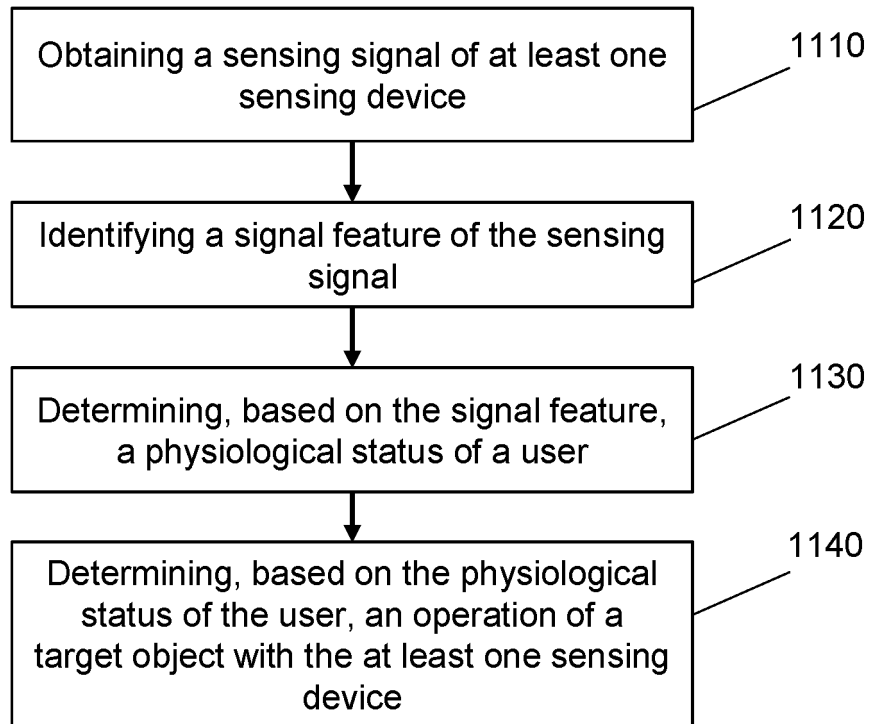 Obtaining a sensing signal of at least one
sensing device
1110
Identifying a signal feature of the sensing
signal
1120
Determining, based on the signal feature,
a physiological status of a user
1130
Determining, based on the physiological
status of the user, an operation of a
target object with the at least one sensing
device
1140